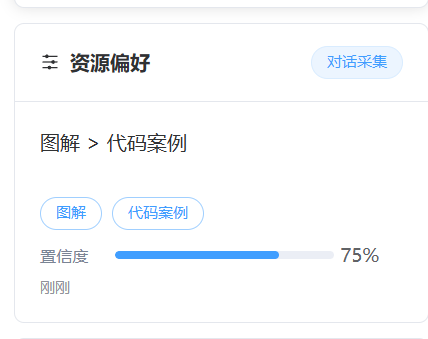 资源偏好 对话采集
图解 > 代码案例
图解 代码案例
置信度 75%
刚刚